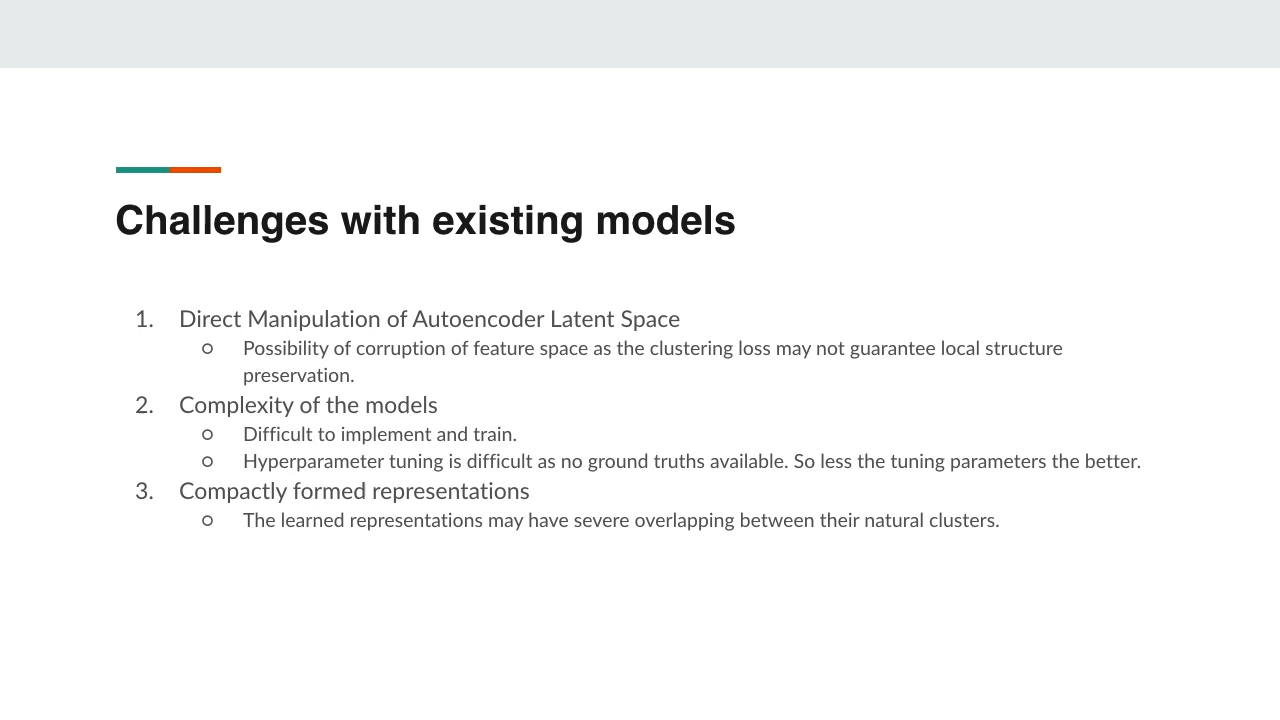 Challenges with existing models
1. Direct Manipulation of Autoencoder Latent Space
○ Possibility of corruption of feature space as the clustering loss may not guarantee local structure
preservation.
2. Complexity of the models
○ Difficult to implement and train.
○ Hyperparameter tuning is difficult as no ground truths available. So less the tuning parameters the better.
3. Compactly formed representations
○ The learned representations may have severe overlapping between their natural clusters.